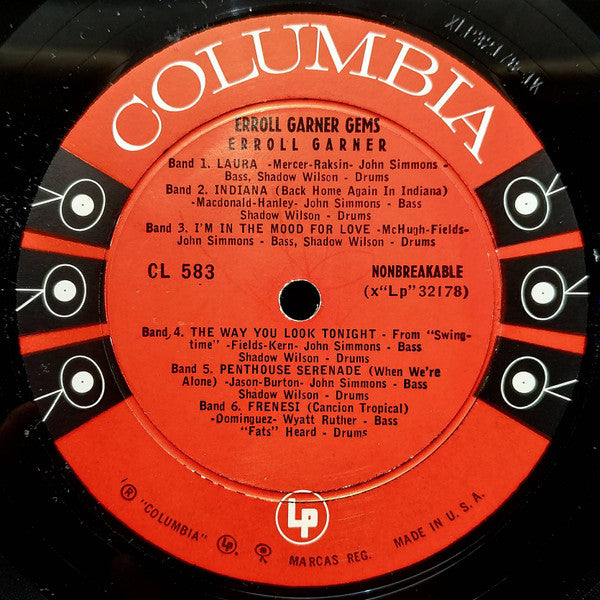 XLP32178-1K
COLUMBIA
ERROLL GARNER GEMS
ERROLL GARNER
Band 1. LAURA -Mercer-Raksin- John Simmons -
Bass, Shadow Wilson - Drums
Band 2. INDIANA (Back Home Again In Indiana)
-Macdonald-Hanley- John Simmons - Bass
Shadow Wilson - Drums
Band 3. I'M IN THE MOOD FOR LOVE -McHugh-Fields-
John Simmons - Bass, Shadow Wilson - Drums
CL 583
NONBREAKABLE
(x"Lp"32178)
Band 4. THE WAY YOU LOOK TONIGHT - From "Swing-
time" -Fields-Kern- John Simmons - Bass
Shadow Wilson - Drums
Band 5. PENTHOUSE SERENADE (When We're
Alone) -Jason-Burton- John Simmons - Bass
Shadow Wilson - Drums
Band 6. FRENESI (Cancion Tropical)
-Dominguez- Wyatt Ruther - Bass
"Fats" Heard - Drums
Lp
® "COLUMBIA" Lp ® MARCAS REG. MADE IN U.S.A.